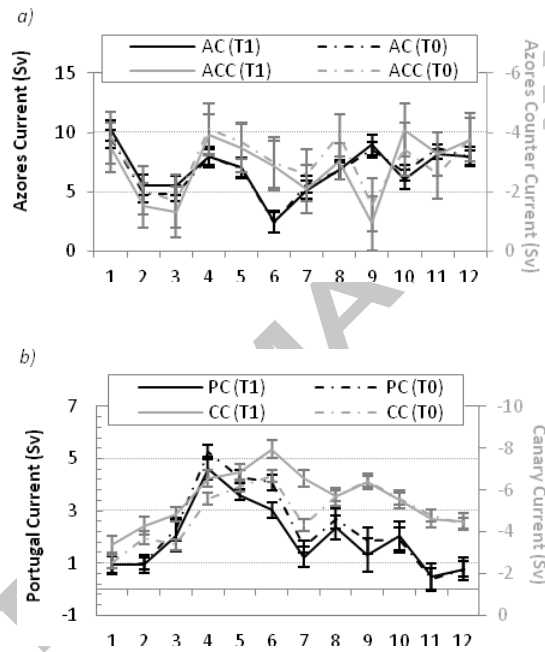 a)
AC (T1) AC (T0)
ACC (T1) ACC (T0)
Azores Current (Sv)
15
10
5
0
-6
-4
-2
0
Azores Counter Current (Sv)
1 2 3 4 5 6 7 8 9 10 11 12
b)
PC (T1) PC (T0)
CC (T1) CC (T0)
Portugal Current (Sv)
7
5
3
1
-1
-10
-8
-6
-4
-2
0
Canary Current (Sv)
1 2 3 4 5 6 7 8 9 10 11 12